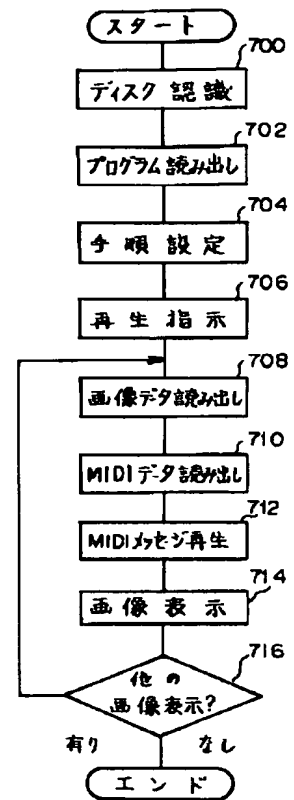 スタート
700
ディスク認識
702
プログラム読み出し
704
手順設定
706
再生指示
708
画像データ読み出し
710
MIDIデータ読み出し
712
MIDIメッセジ再生
714
画像表示
716
他の
画像表示?
有り なし
エンド